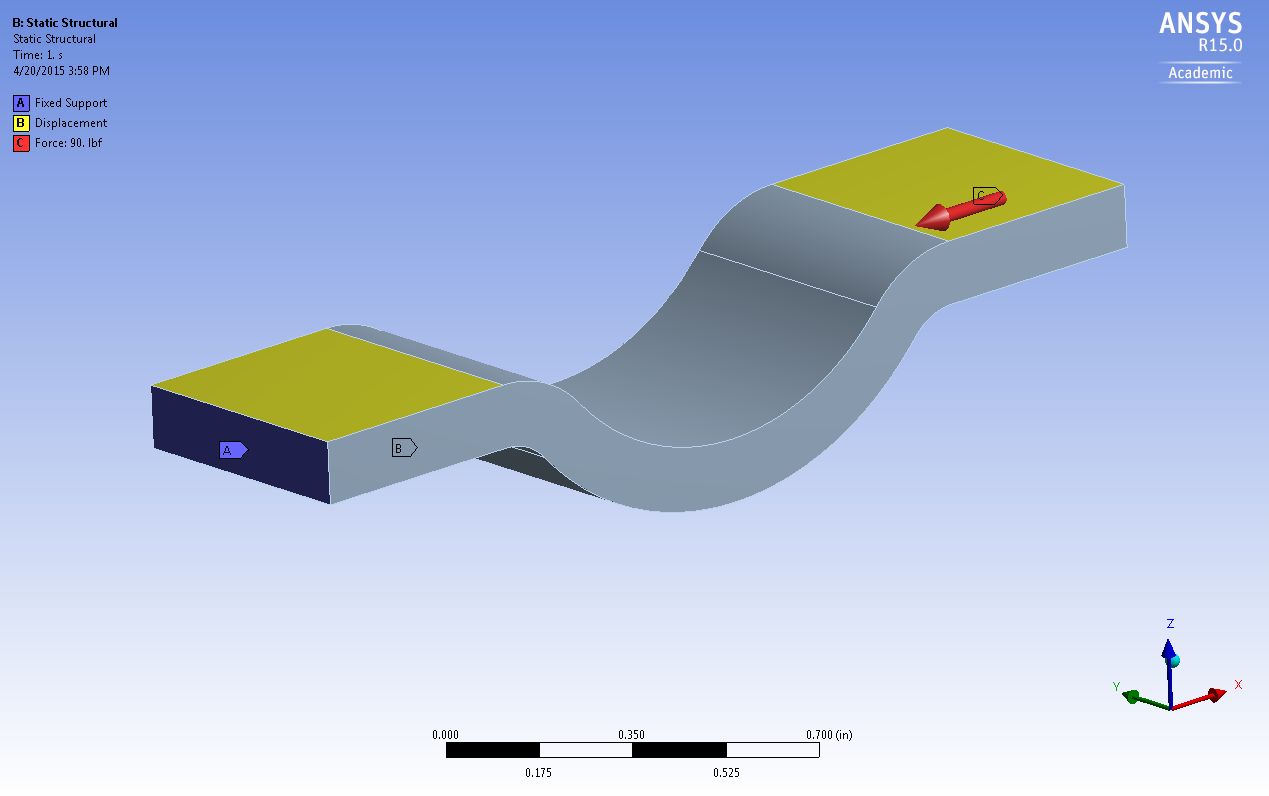 B: Static Structural
Static Structural
Time: 1. s
4/20/2015 3:58 PM
A Fixed Support
B Displacement
C Force: 90. lbf
ANSYS
R15.0
Academic
C
A
B
Z
Y
X
0.000 0.350 0.700 (in)
0.175 0.525